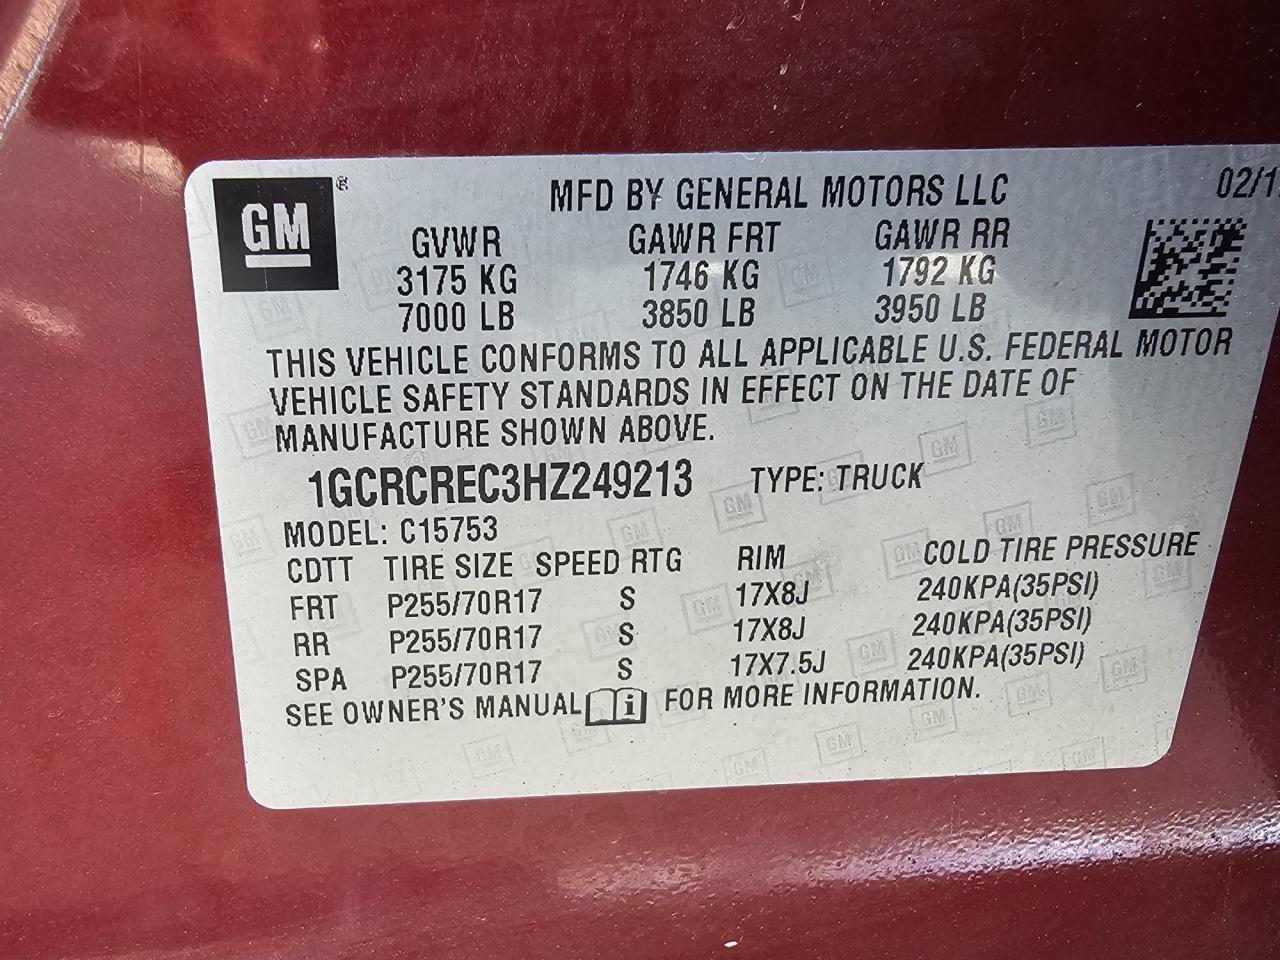 GM ® MFD BY GENERAL MOTORS LLC 02/1
GVWR GAWR FRT GAWR RR
3175 KG 1746 KG 1792 KG
7000 LB 3850 LB 3950 LB
THIS VEHICLE CONFORMS TO ALL APPLICABLE U.S. FEDERAL MOTOR
VEHICLE SAFETY STANDARDS IN EFFECT ON THE DATE OF
MANUFACTURE SHOWN ABOVE.
1GCRCREC3HZ249213 TYPE: TRUCK
MODEL: C15753
CDTT TIRE SIZE SPEED RTG RIM COLD TIRE PRESSURE
FRT P255/70R17 S 17X8J 240KPA(35PSI)
RR P255/70R17 S 17X8J 240KPA(35PSI)
SPA P255/70R17 S 17X7.5J 240KPA(35PSI)
SEE OWNER'S MANUAL i FOR MORE INFORMATION.